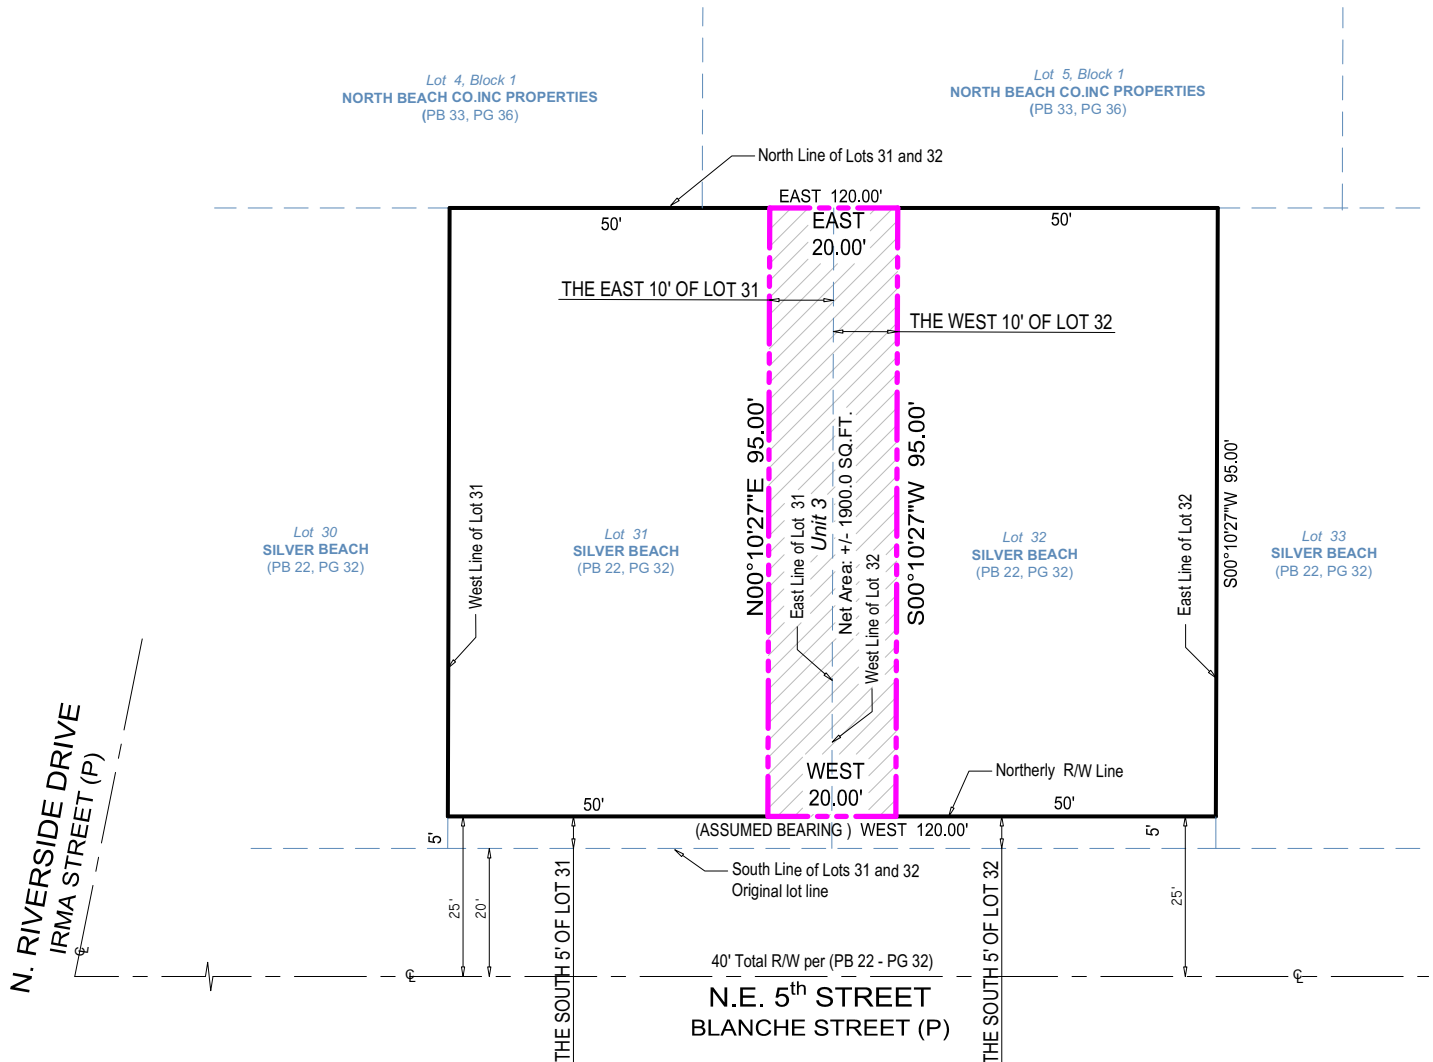 Lot 4, Block 1
NORTH BEACH CO.INC PROPERTIES
(PB 33, PG 36)
Lot 5, Block 1
NORTH BEACH CO.INC PROPERTIES
(PB 33, PG 36)
North Line of Lots 31 and 32
EAST 120.00'
50'
EAST
20.00'
50'
THE EAST 10' OF LOT 31
THE WEST 10' OF LOT 32
Lot 30
SILVER BEACH
(PB 22, PG 32)
West Line of Lot 31
Lot 31
SILVER BEACH
(PB 22, PG 32)
N00°10'27"E 95.00'
East Line of Lot 31
Unit 3
Net Area: +/- 1900.0 SQ.FT.
West Line of Lot 32
S00°10'27"W 95.00'
Lot 32
SILVER BEACH
(PB 22, PG 32)
East Line of Lot 32
S00°10'27"W 95.00'
Lot 33
SILVER BEACH
(PB 22, PG 32)
WEST
20.00'
Northerly R/W Line
50'
50'
(ASSUMED BEARING ) WEST 120.00'
5'
5'
South Line of Lots 31 and 32
Original lot line
25'
20'
THE SOUTH 5' OF LOT 31
THE SOUTH 5' OF LOT 32
25'
N. RIVERSIDE DRIVE
IRMA STREET (P)
℄
℄
℄
40' Total R/W per (PB 22 - PG 32)
N.E. 5th STREET
BLANCHE STREET (P)